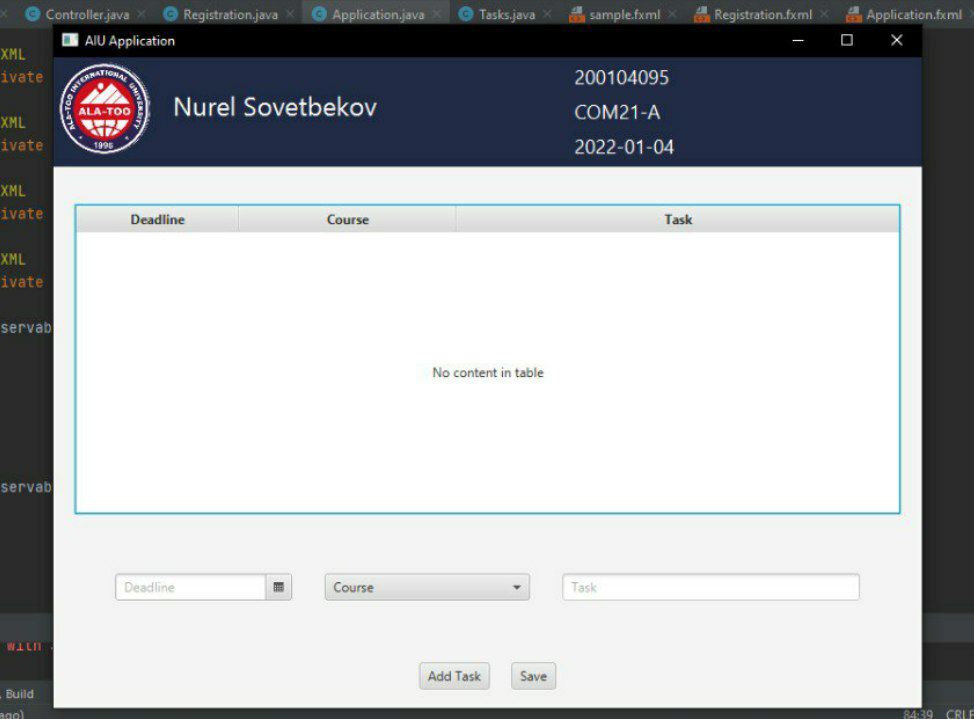 Controller.java Registration.java Application.java Tasks.java sample.fxml Registration.fxml Application.fxml
AIU Application
XML
ivate
ALA-TOO INTERNATIONAL UNIVERSITY
ALA-TOO
1996
Nurel Sovetbekov
200104095
COM21-A
2022-01-04
XML
ivate
XML
ivate
XML
ivate
servab
Deadline Course Task
No content in table
servab
Deadline Course Task
with
Add Task Save
Build
ago)
84:39 CRLF